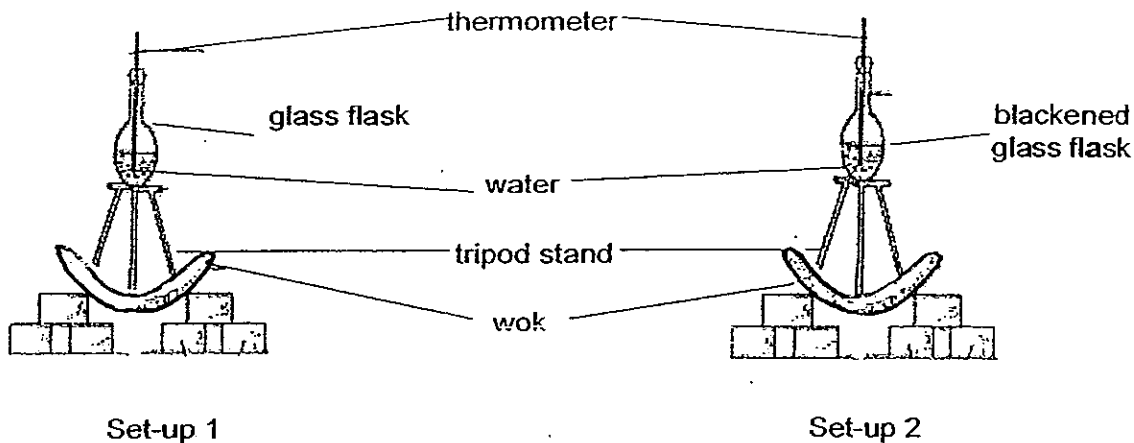 thermometer
glass flask
blackened
glass flask
water
tripod stand
wok
Set-up 1
Set-up 2